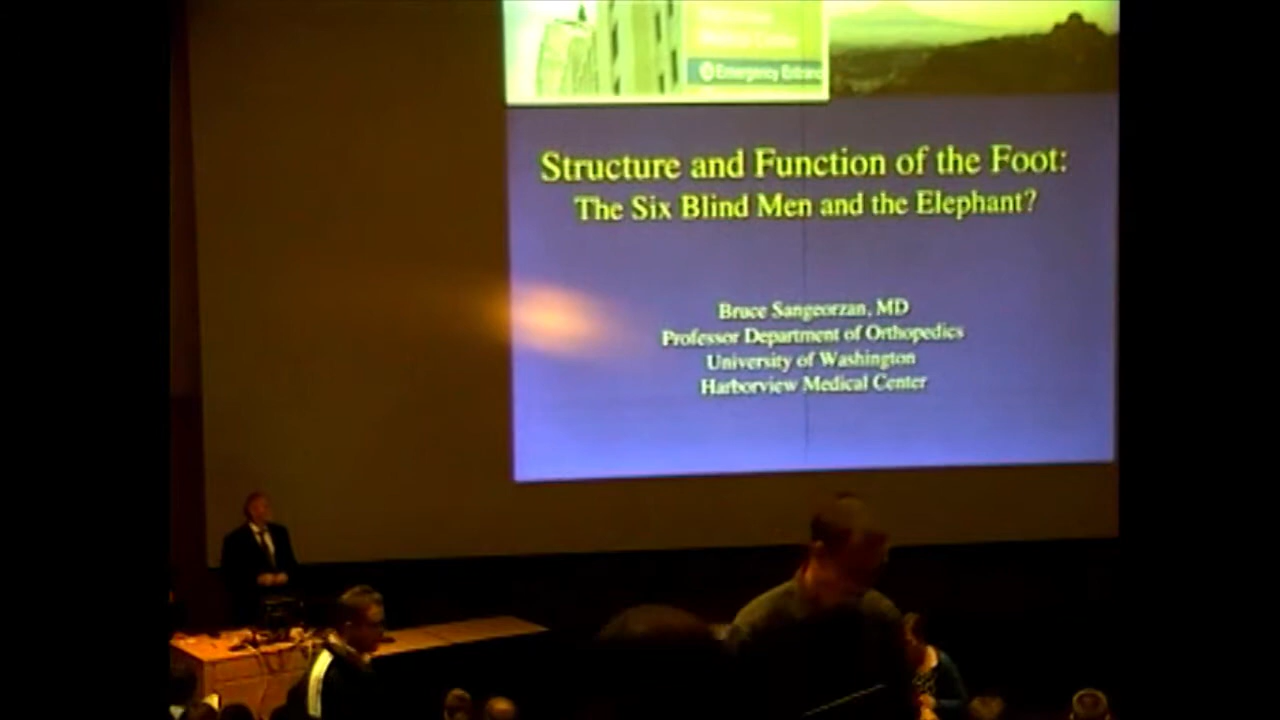 Emergency Entranc
Structure and Function of the Foot:
The Six Blind Men and the Elephant?
Bruce Sangeorzan, MD
Professor Department of Orthopedics
University of Washington
Harborview Medical Center